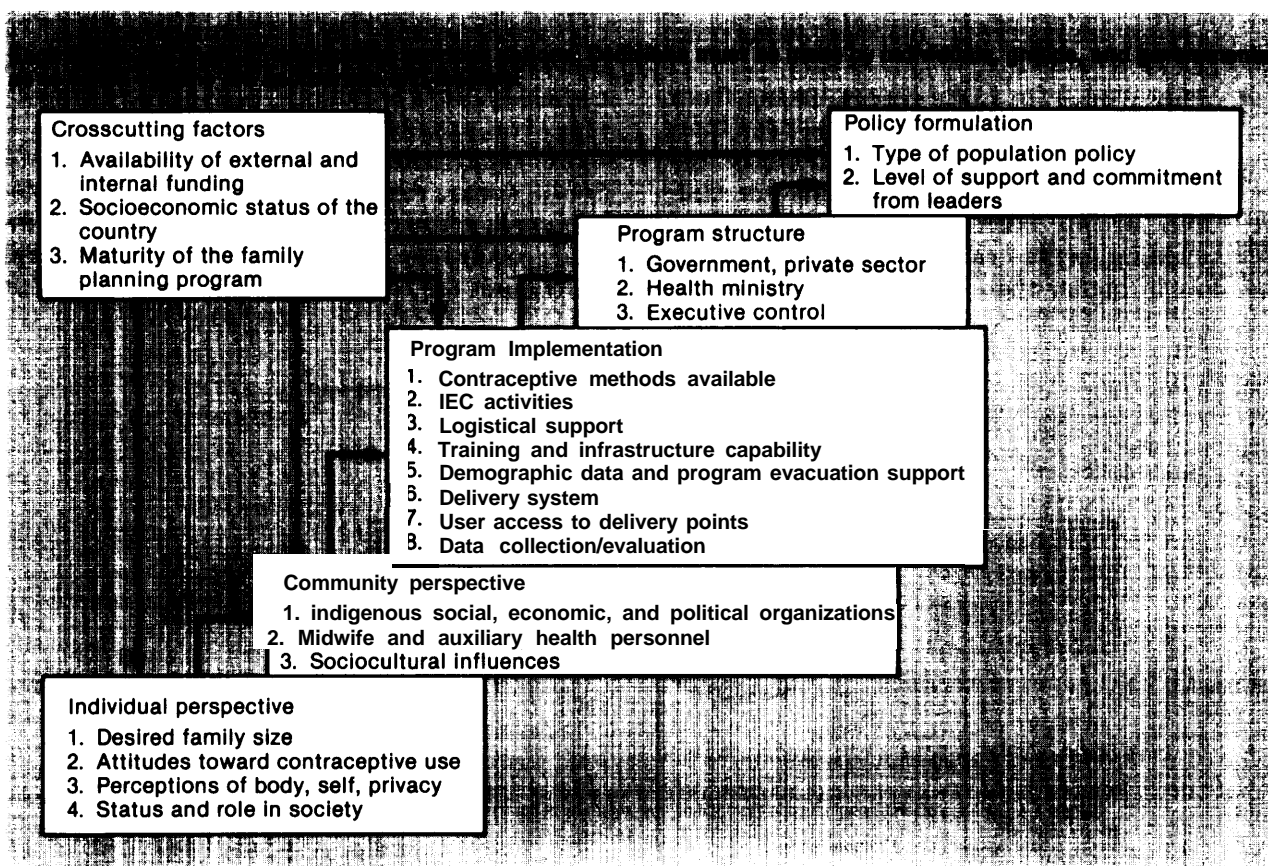 Crosscutting factors
1. Availability of external and
internal funding
2. Socioeconomic status of the
country
3. Maturity of the family
planning program
Policy formulation
1. Type of population policy
2. Level of support and commitment
from leaders
Program structure
1. Government, private sector
2. Health ministry
3. Executive control
Program Implementation
1. Contraceptive methods available
2. IEC activities
3. Logistical support
4. Training and infrastructure capability
5. Demographic data and program evacuation support
6. Delivery system
7. User access to delivery points
8. Data collection/evaluation
Community perspective
1. indigenous social, economic, and political organizations
2. Midwife and auxiliary health personnel
3. Sociocultural influences
Individual perspective
1. Desired family size
2. Attitudes toward contraceptive use
3. Perceptions of body, self, privacy
4. Status and role in society